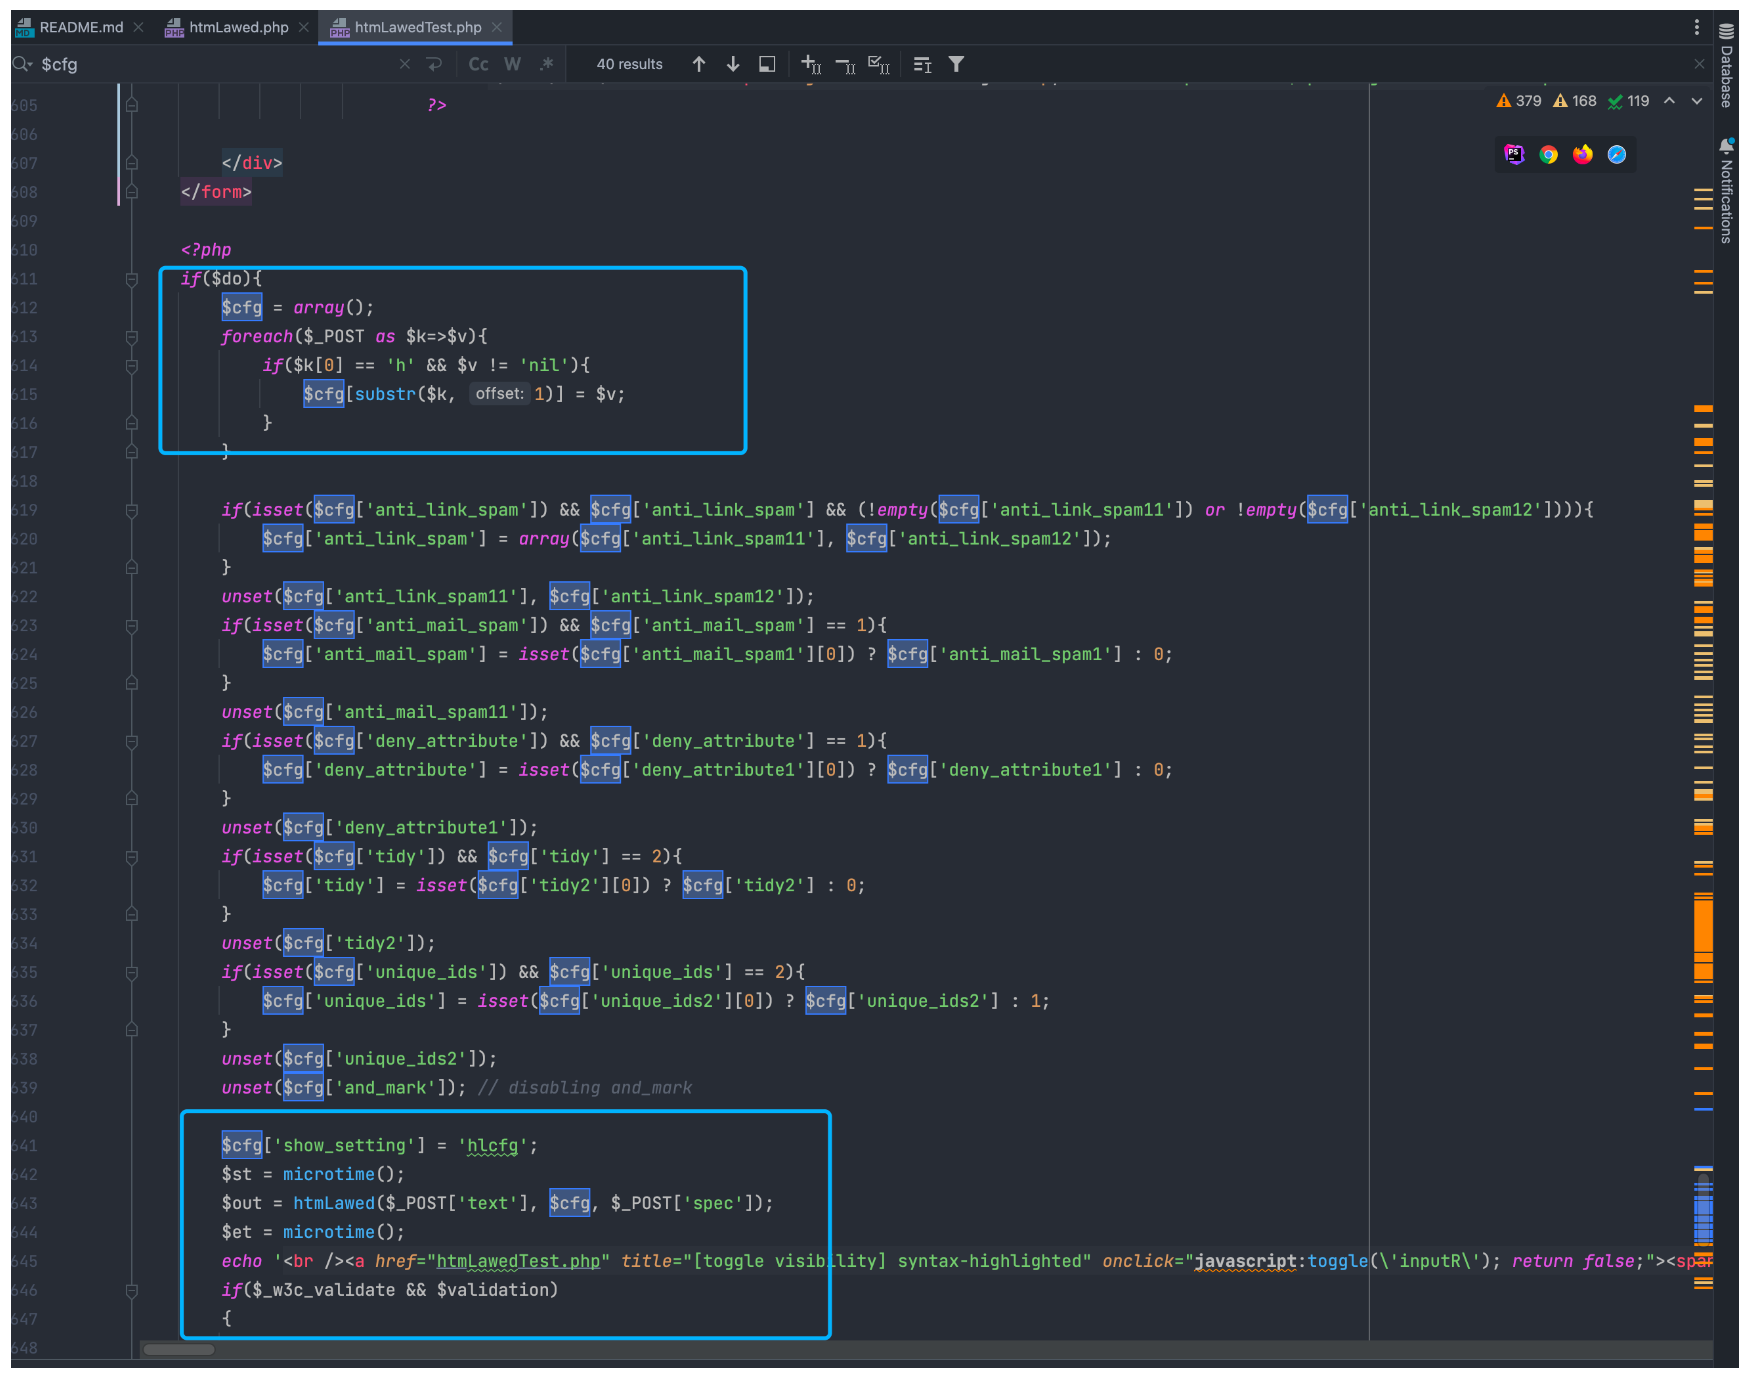 README.md htmLawed.php htmLawedTest.php
$cfg Cc W .* 40 results
Database
Notifications
379 168 119
605 ?>
606
607 </div>
608 </form>
609
610 <?php
611 if($do){
612 $cfg = array();
613 foreach($_POST as $k=>$v){
614 if($k[0] == 'h' && $v != 'nil'){
615 $cfg[substr($k, offset: 1)] = $v;
616 }
617 }
618
619 if(isset($cfg['anti_link_spam']) && $cfg['anti_link_spam'] && (!empty($cfg['anti_link_spam11']) or !empty($cfg['anti_link_spam12']))){
620 $cfg['anti_link_spam'] = array($cfg['anti_link_spam11'], $cfg['anti_link_spam12']);
621 }
622 unset($cfg['anti_link_spam11'], $cfg['anti_link_spam12']);
623 if(isset($cfg['anti_mail_spam']) && $cfg['anti_mail_spam'] == 1){
624 $cfg['anti_mail_spam'] = isset($cfg['anti_mail_spam1'][0]) ? $cfg['anti_mail_spam1'] : 0;
625 }
626 unset($cfg['anti_mail_spam11']);
627 if(isset($cfg['deny_attribute']) && $cfg['deny_attribute'] == 1){
628 $cfg['deny_attribute'] = isset($cfg['deny_attribute1'][0]) ? $cfg['deny_attribute1'] : 0;
629 }
630 unset($cfg['deny_attribute1']);
631 if(isset($cfg['tidy']) && $cfg['tidy'] == 2){
632 $cfg['tidy'] = isset($cfg['tidy2'][0]) ? $cfg['tidy2'] : 0;
633 }
634 unset($cfg['tidy2']);
635 if(isset($cfg['unique_ids']) && $cfg['unique_ids'] == 2){
636 $cfg['unique_ids'] = isset($cfg['unique_ids2'][0]) ? $cfg['unique_ids2'] : 1;
637 }
638 unset($cfg['unique_ids2']);
639 unset($cfg['and_mark']); // disabling and_mark
640
641 $cfg['show_setting'] = 'hlcfg';
642 $st = microtime();
643 $out = htmLawed($_POST['text'], $cfg, $_POST['spec']);
644 $et = microtime();
645 echo '<br /><a href="htmLawedTest.php" title="[toggle visibility] syntax-highlighted" onclick="javascript:toggle(\'inputR\'); return false;"><span
646 if($_w3c_validate && $validation)
647 {
648